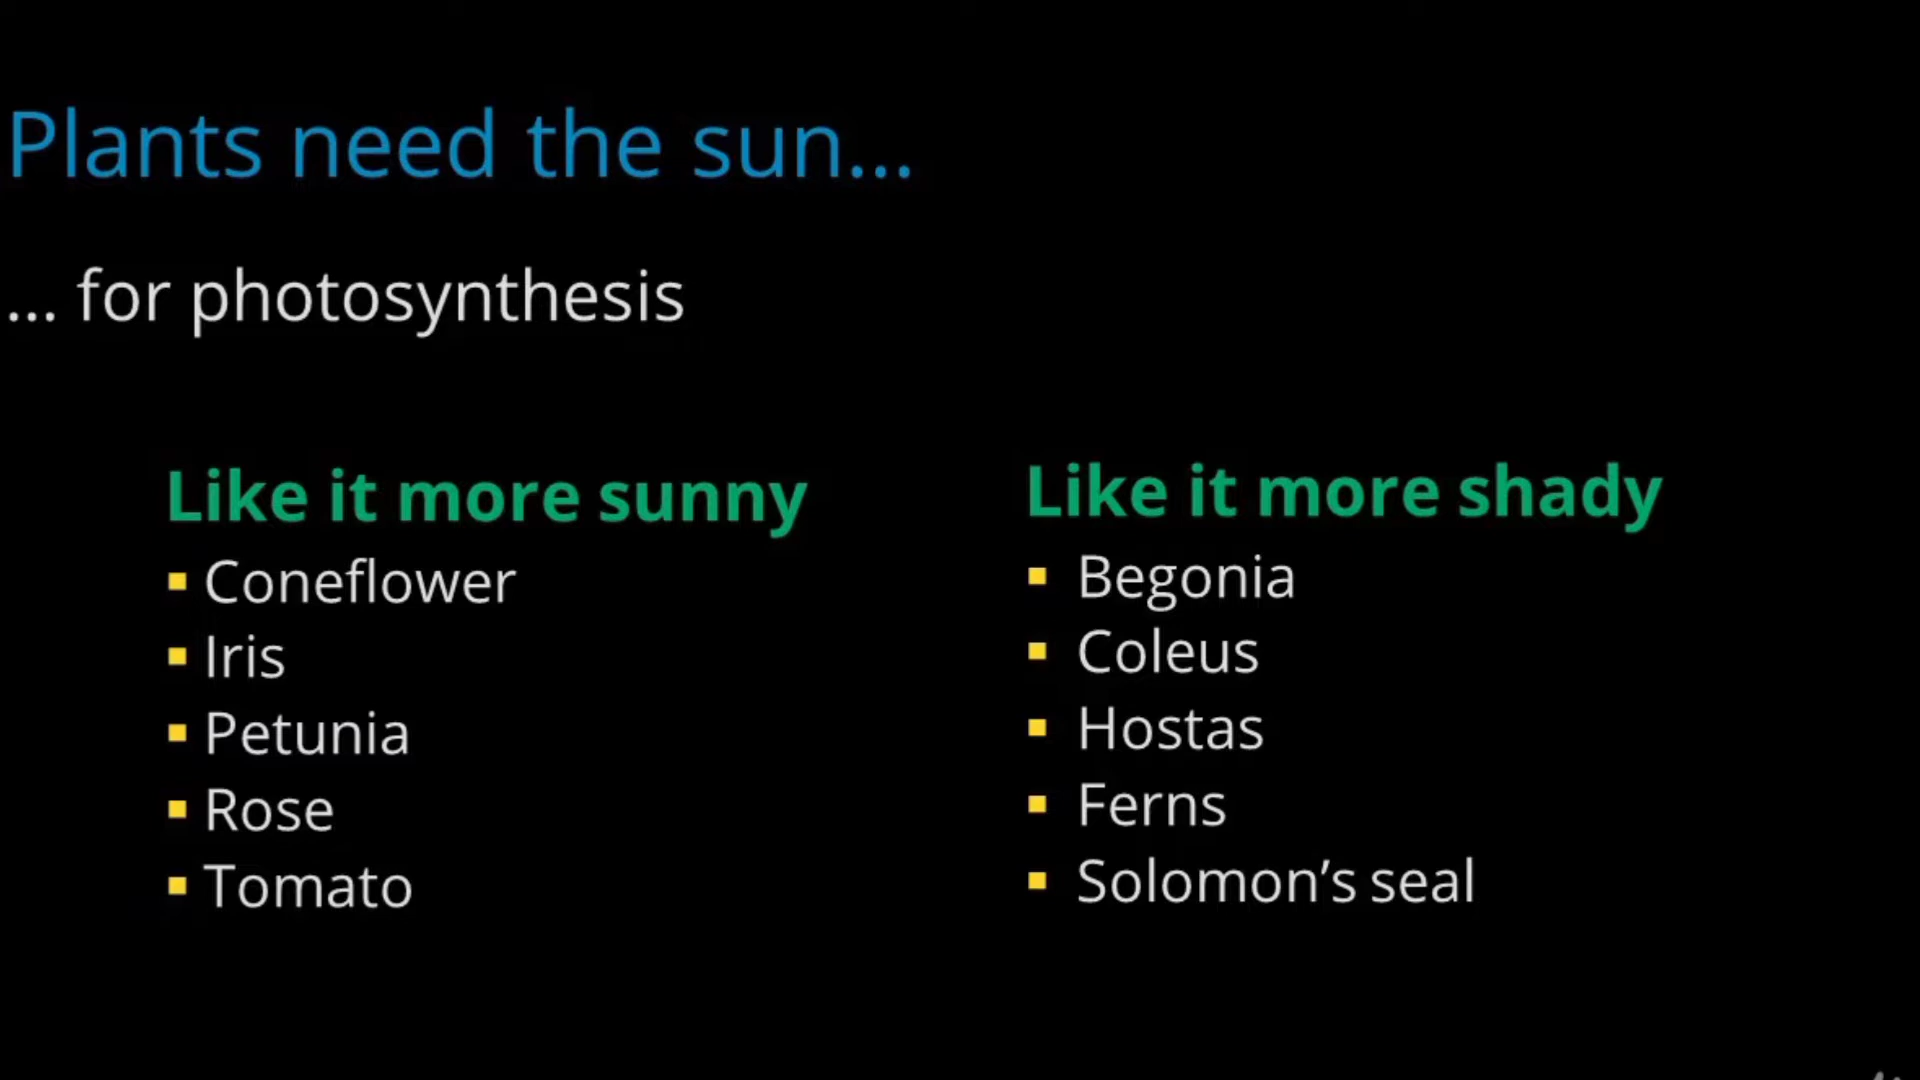 Plants need the sun...
... for photosynthesis
Like it more sunny
▪ Coneflower
▪ Iris
▪ Petunia
▪ Rose
▪ Tomato
Like it more shady
▪ Begonia
▪ Coleus
▪ Hostas
▪ Ferns
▪ Solomon’s seal